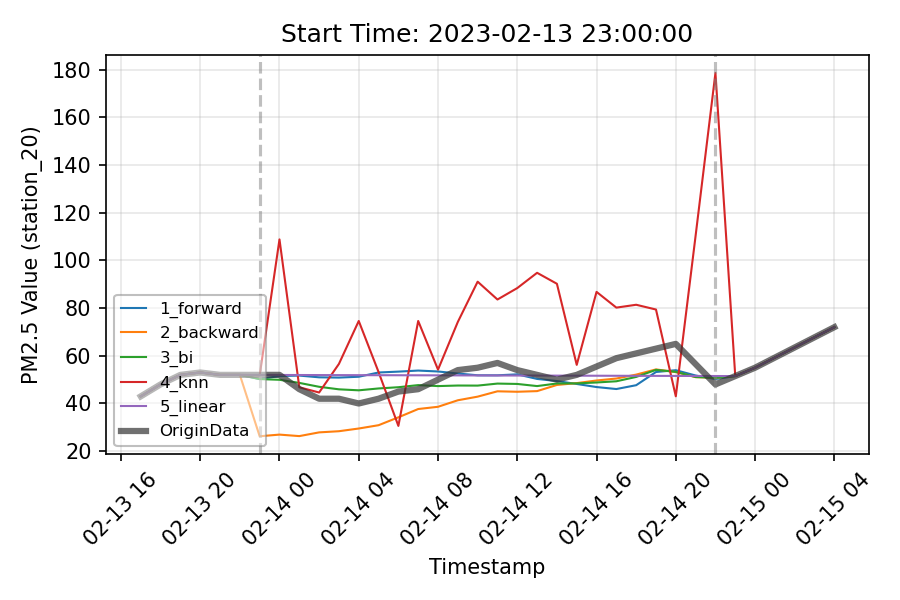 Start Time: 2023-02-13 23:00:00
PM2.5 Value (station_20)
180
160
140
120
100
80
60
40
20
1_forward
2_backward
3_bi
4_knn
5_linear
OriginData
02-13 16
02-13 20
02-14 00
02-14 04
02-14 08
02-14 12
02-14 16
02-14 20
02-15 00
02-15 04
Timestamp